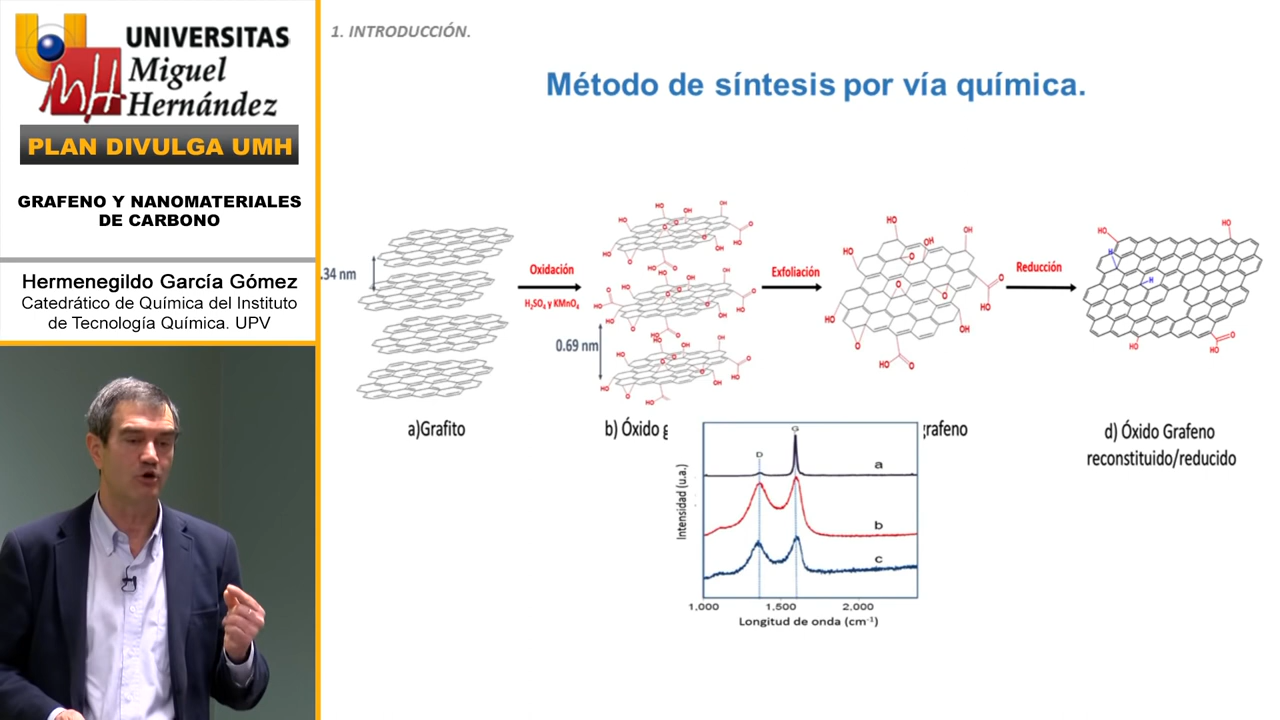 UNIVERSITAS
Miguel
Hernández
PLAN DIVULGA UMH
GRAFENO Y NANOMATERIALES
DE CARBONO
Hermenegildo García Gómez
Catedrático de Química del Instituto
de Tecnología Química. UPV
1. INTRODUCCIÓN.
Método de síntesis por vía química.
.34 nm
Oxidación
H₂SO₄ y KMnO₄
0.69 nm
Exfoliación
Reducción
a)Grafito
b) Óxido g
grafeno
d) Óxido Grafeno
reconstituido/reducido
HO
OH
O
H
D
G
a
b
c
Intensidad (u.a.)
1,000 1,500 2,000
Longitud de onda (cm⁻¹)